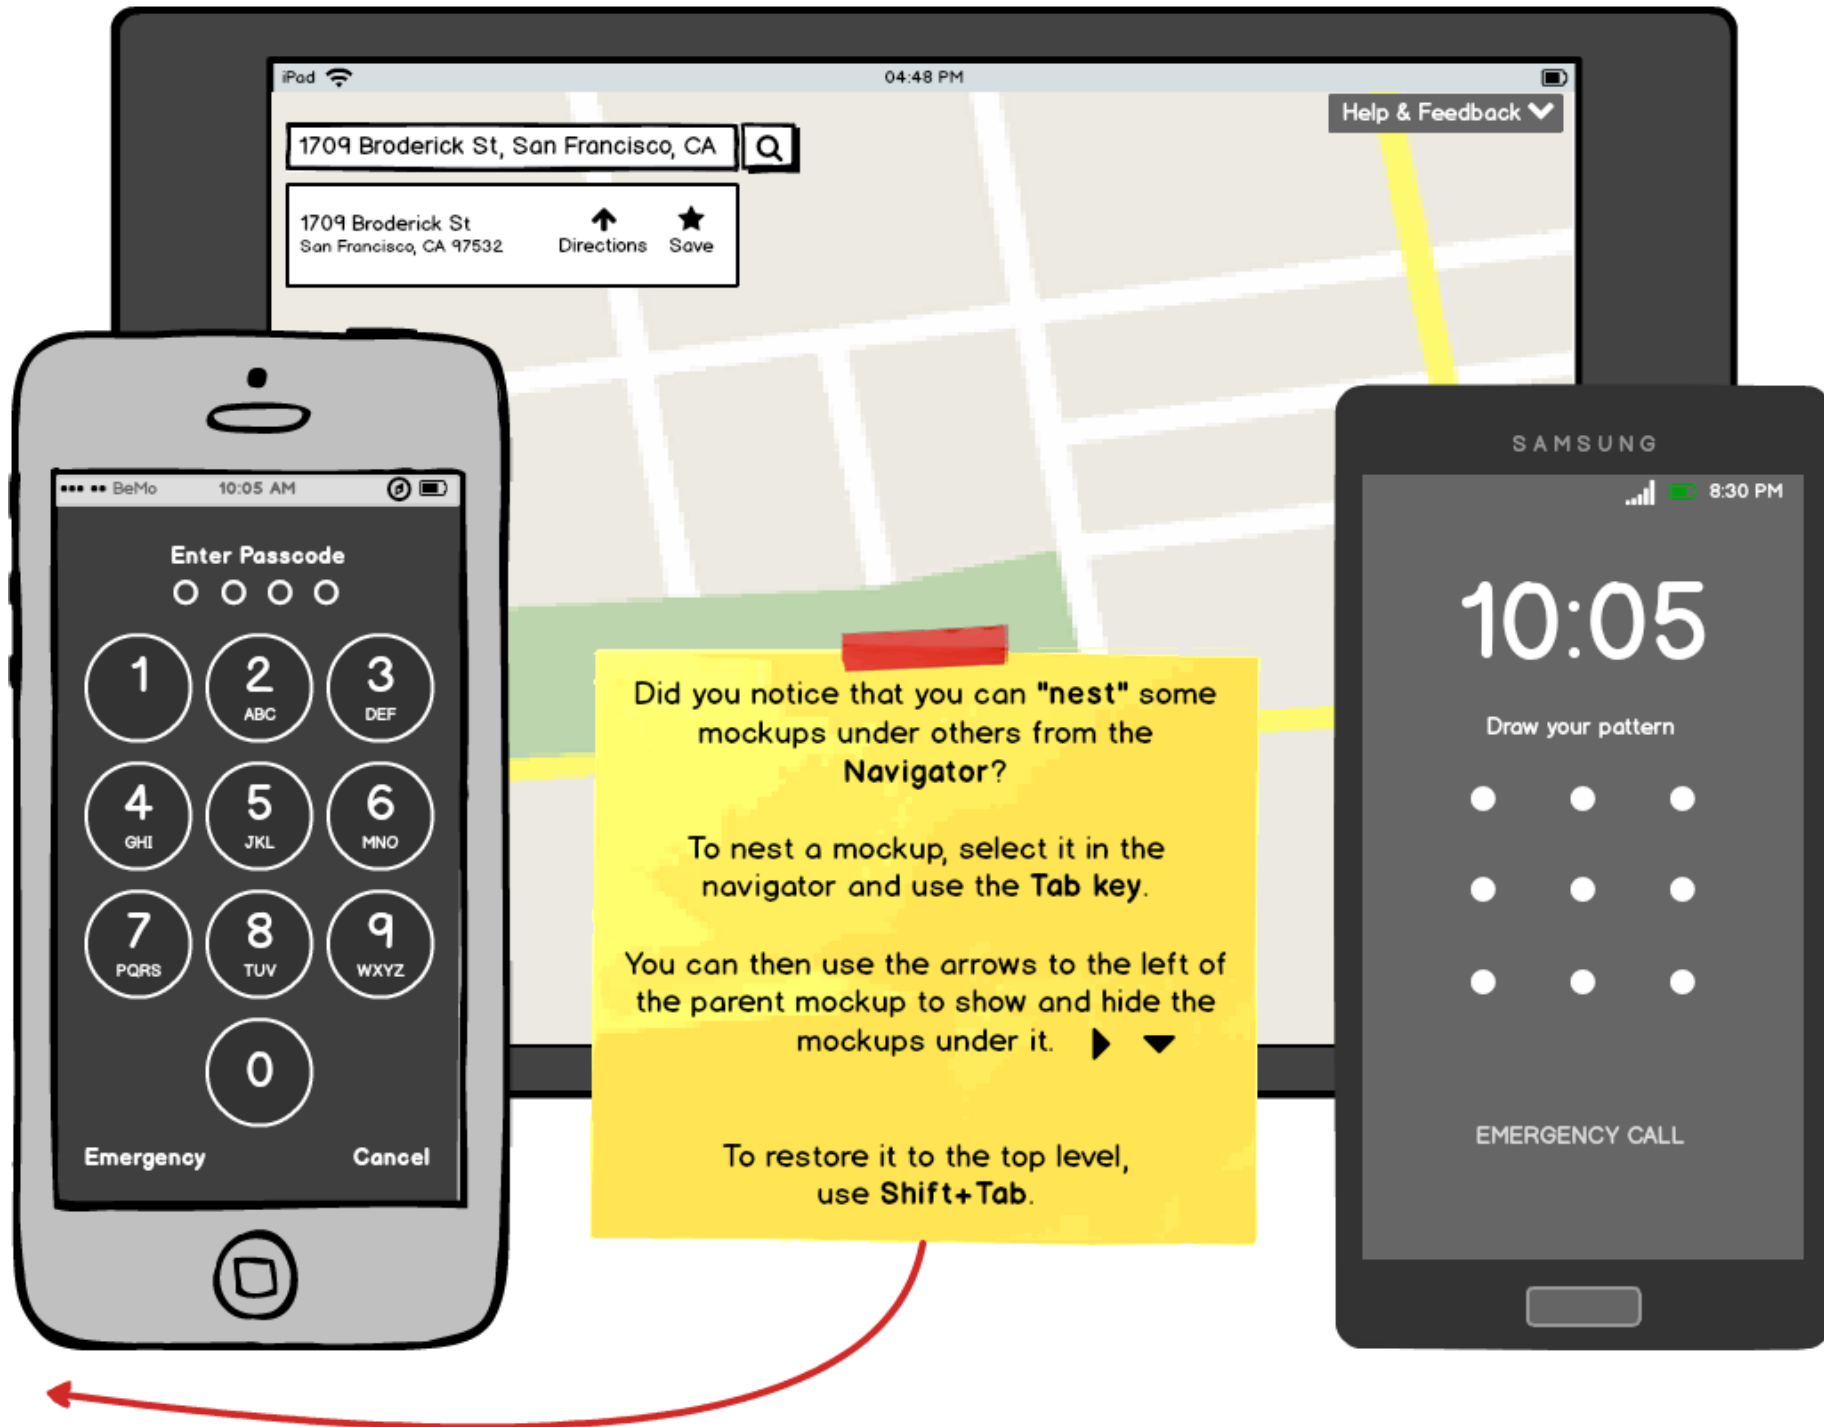 iPad 04:48 PM
Help & Feedback
1709 Broderick St, San Francisco, CA
1709 Broderick St
San Francisco, CA 97532
Directions Save
BeMo 10:05 AM
Enter Passcode
1 2 3
ABC DEF
4 5 6
GHI JKL MNO
7 8 9
PQRS TUV WXYZ
0
Emergency Cancel
Did you notice that you can "nest" some
mockups under others from the
Navigator?
To nest a mockup, select it in the
navigator and use the Tab key.
You can then use the arrows to the left of
the parent mockup to show and hide the
mockups under it.
To restore it to the top level,
use Shift+Tab.
SAMSUNG
8:30 PM
10:05
Draw your pattern
EMERGENCY CALL